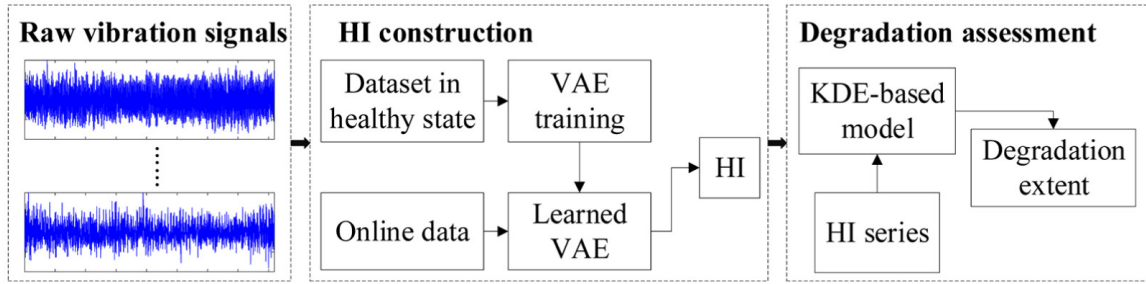 Raw vibration signals
HI construction
Dataset in
healthy state
VAE
training
Online data
Learned
VAE
HI
Degradation assessment
KDE-based
model
Degradation
extent
HI series